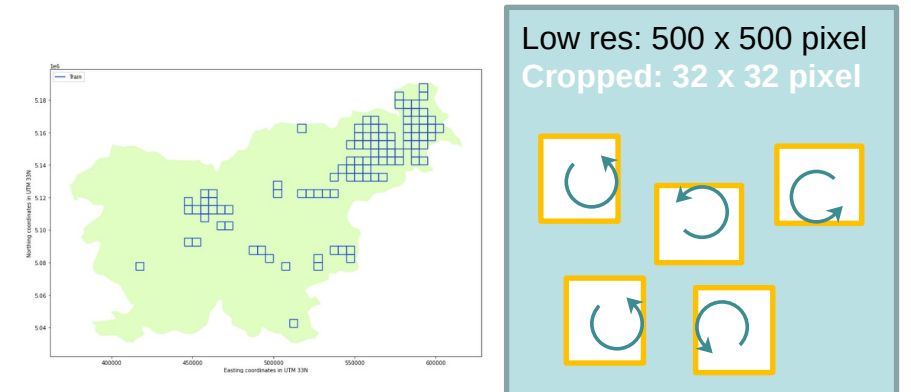 Low res: 500 x 500 pixel
Cropped: 32 x 32 pixel
1e6
Train
5.18
5.16
5.14
5.12
5.10
5.08
5.06
5.04
Northing coordinates in UTM 33N
400000 450000 500000 550000 600000
Easting coordinates in UTM 33N